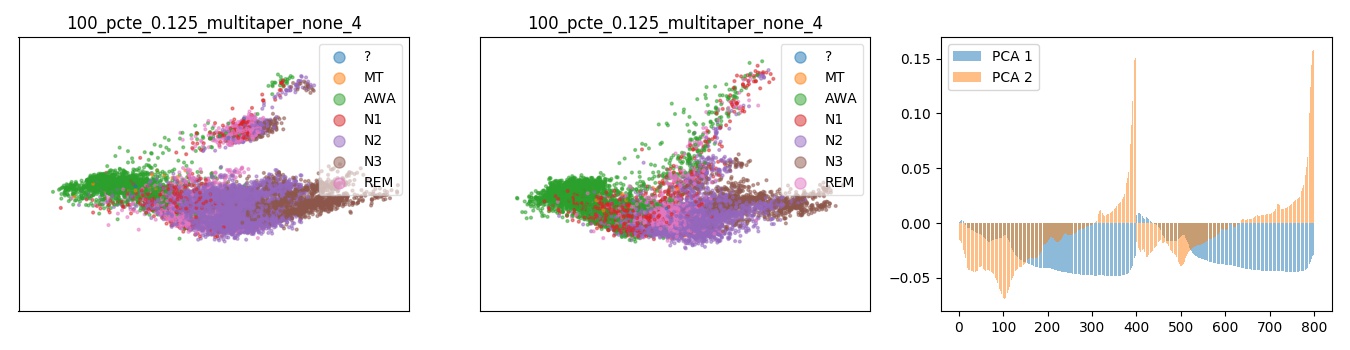 100_pcte_0.125_multitaper_none_4
?
MT
AWA
N1
N2
N3
REM
100_pcte_0.125_multitaper_none_4
?
MT
AWA
N1
N2
N3
REM
PCA 1
PCA 2
0.15
0.10
0.05
0.00
−0.05
0 100 200 300 400 500 600 700 800